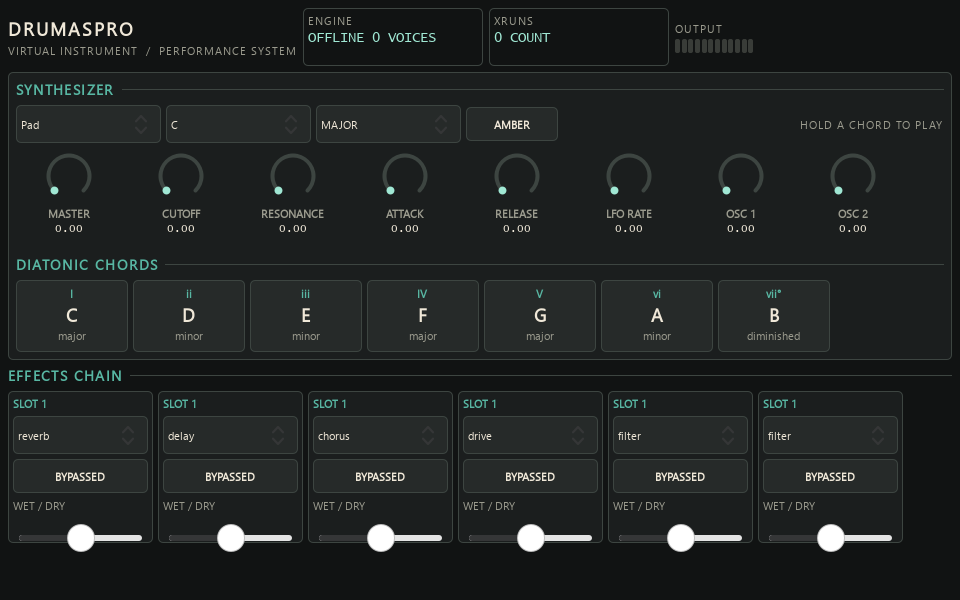 DRUMASPRO
VIRTUAL INSTRUMENT / PERFORMANCE SYSTEM
ENGINE
OFFLINE 0 VOICES
XRUNS
0 COUNT
OUTPUT
SYNTHESIZER
Pad
C
MAJOR
AMBER
HOLD A CHORD TO PLAY
MASTER
0.00
CUTOFF
0.00
RESONANCE
0.00
ATTACK
0.00
RELEASE
0.00
LFO RATE
0.00
OSC 1
0.00
OSC 2
0.00
DIATONIC CHORDS
I
C
major
ii
D
minor
iii
E
minor
IV
F
major
V
G
major
vi
A
minor
vii°
B
diminished
EFFECTS CHAIN
SLOT 1
reverb
BYPASSED
WET / DRY
SLOT 1
delay
BYPASSED
WET / DRY
SLOT 1
chorus
BYPASSED
WET / DRY
SLOT 1
drive
BYPASSED
WET / DRY
SLOT 1
filter
BYPASSED
WET / DRY
SLOT 1
filter
BYPASSED
WET / DRY